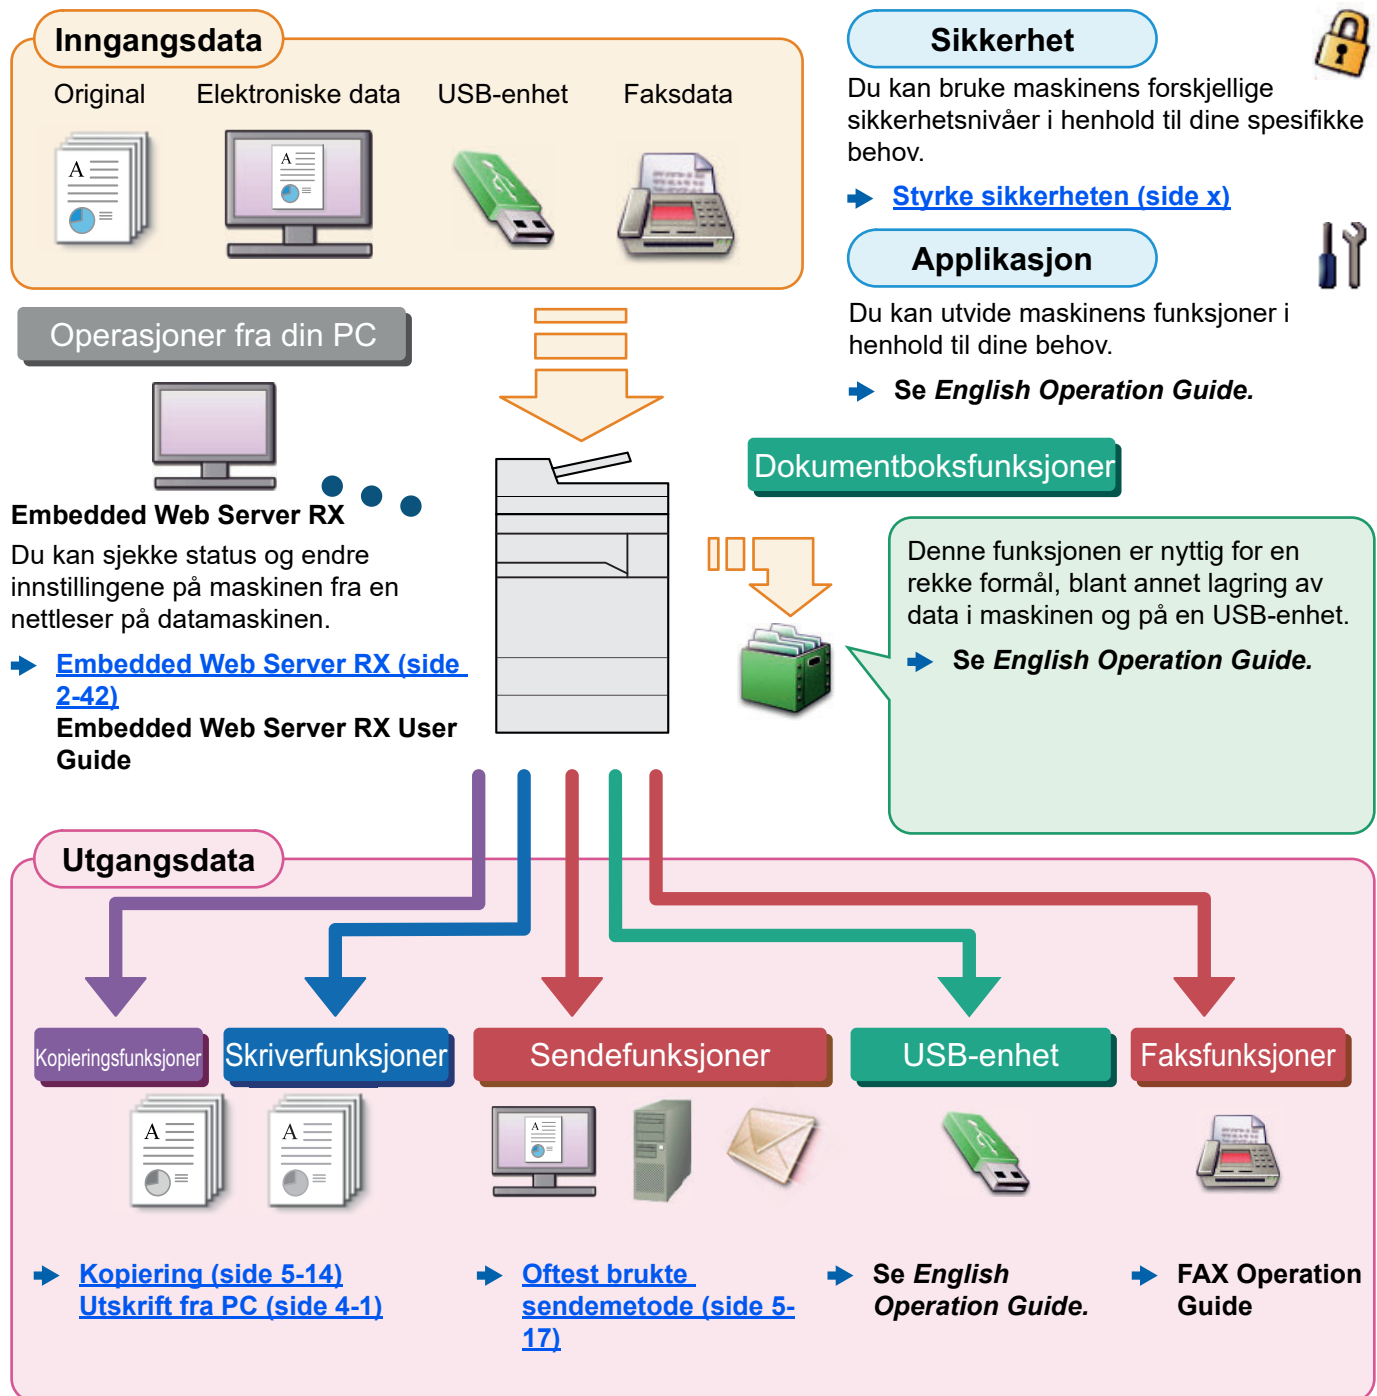 Inngangsdata
Original
Elektroniske data
USB-enhet
Faksdata
Sikkerhet
Du kan bruke maskinens forskjellige
sikkerhetsnivåer i henhold til dine spesifikke
behov.
Styrke sikkerheten (side x)
Applikasjon
Du kan utvide maskinens funksjoner i
henhold til dine behov.
Se English Operation Guide.
Operasjoner fra din PC
Embedded Web Server RX
Du kan sjekke status og endre
innstillingene på maskinen fra en
nettleser på datamaskinen.
Embedded Web Server RX (side
2-42)
Embedded Web Server RX User
Guide
Dokumentboksfunksjoner
Denne funksjonen er nyttig for en
rekke formål, blant annet lagring av
data i maskinen og på en USB-enhet.
Se English Operation Guide.
Utgangsdata
Kopieringsfunksjoner
Skriverfunksjoner
Sendefunksjoner
USB-enhet
Faksfunksjoner
Kopiering (side 5-14)
Utskrift fra PC (side 4-1)
Oftest brukte
sendemetode (side 5-
17)
Se English
Operation Guide.
FAX Operation
Guide